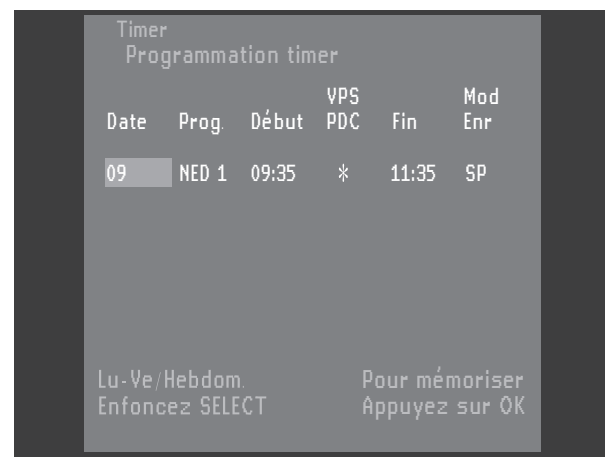 Timer
Programmation timer
VPS Mod
Date Prog. Début PDC Fin Enr
09 NED 1 09:35 * 11:35 SP
Lu-Ve/Hebdom. Pour mémoriser
Enfoncez SELECT Appuyez sur OK